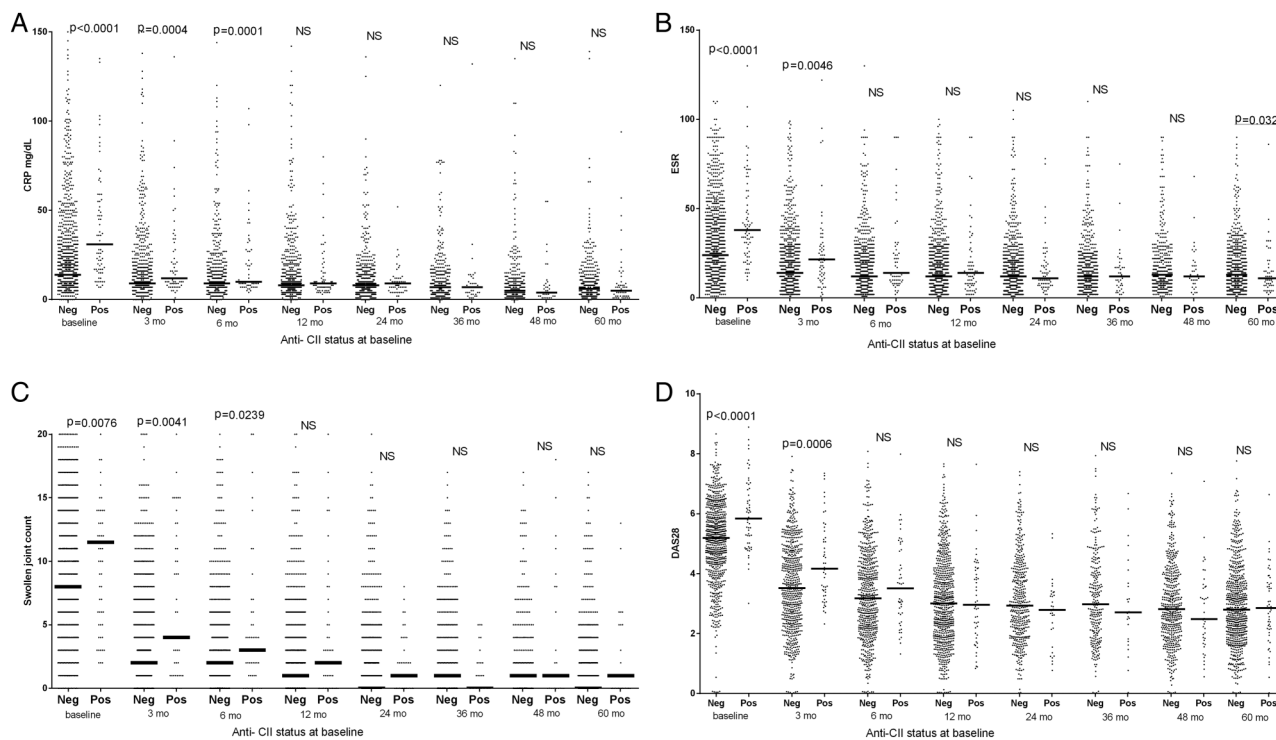 A
p<0.0001 p=0.0004 p=0.0001 NS NS NS NS NS
150
100
50
0
CRP mg/dL
Neg Pos Neg Pos Neg Pos Neg Pos Neg Pos Neg Pos Neg Pos Neg Pos
baseline 3 mo 6 mo 12 mo 24 mo 36 mo 48 mo 60 mo
Anti- CII status at baseline
B
p<0.0001 p=0.0046 NS NS NS NS NS p=0.032
150
100
50
0
ESR
Neg Pos Neg Pos Neg Pos Neg Pos Neg Pos Neg Pos Neg Pos Neg Pos
baseline 3 mo 6 mo 12 mo 24 mo 36 mo 48 mo 60 mo
Anti-CII status at baseline
C
p=0.0076 p=0.0041 p=0.0239 NS NS NS NS NS
20
15
10
5
0
Swollen joint count
Neg Pos Neg Pos Neg Pos Neg Pos Neg Pos Neg Pos Neg Pos Neg Pos
baseline 3 mo 6 mo 12 mo 24 mo 36 mo 48 mo 60 mo
Anti- CII status at baseline
D
p<0.0001 p=0.0006 NS NS NS NS NS NS
10
8
6
4
2
0
DAS28
Neg Pos Neg Pos Neg Pos Neg Pos Neg Pos Neg Pos Neg Pos Neg Pos
baseline 3 mo 6 mo 12 mo 24 mo 36 mo 48 mo 60 mo
Anti-CII status at baseline